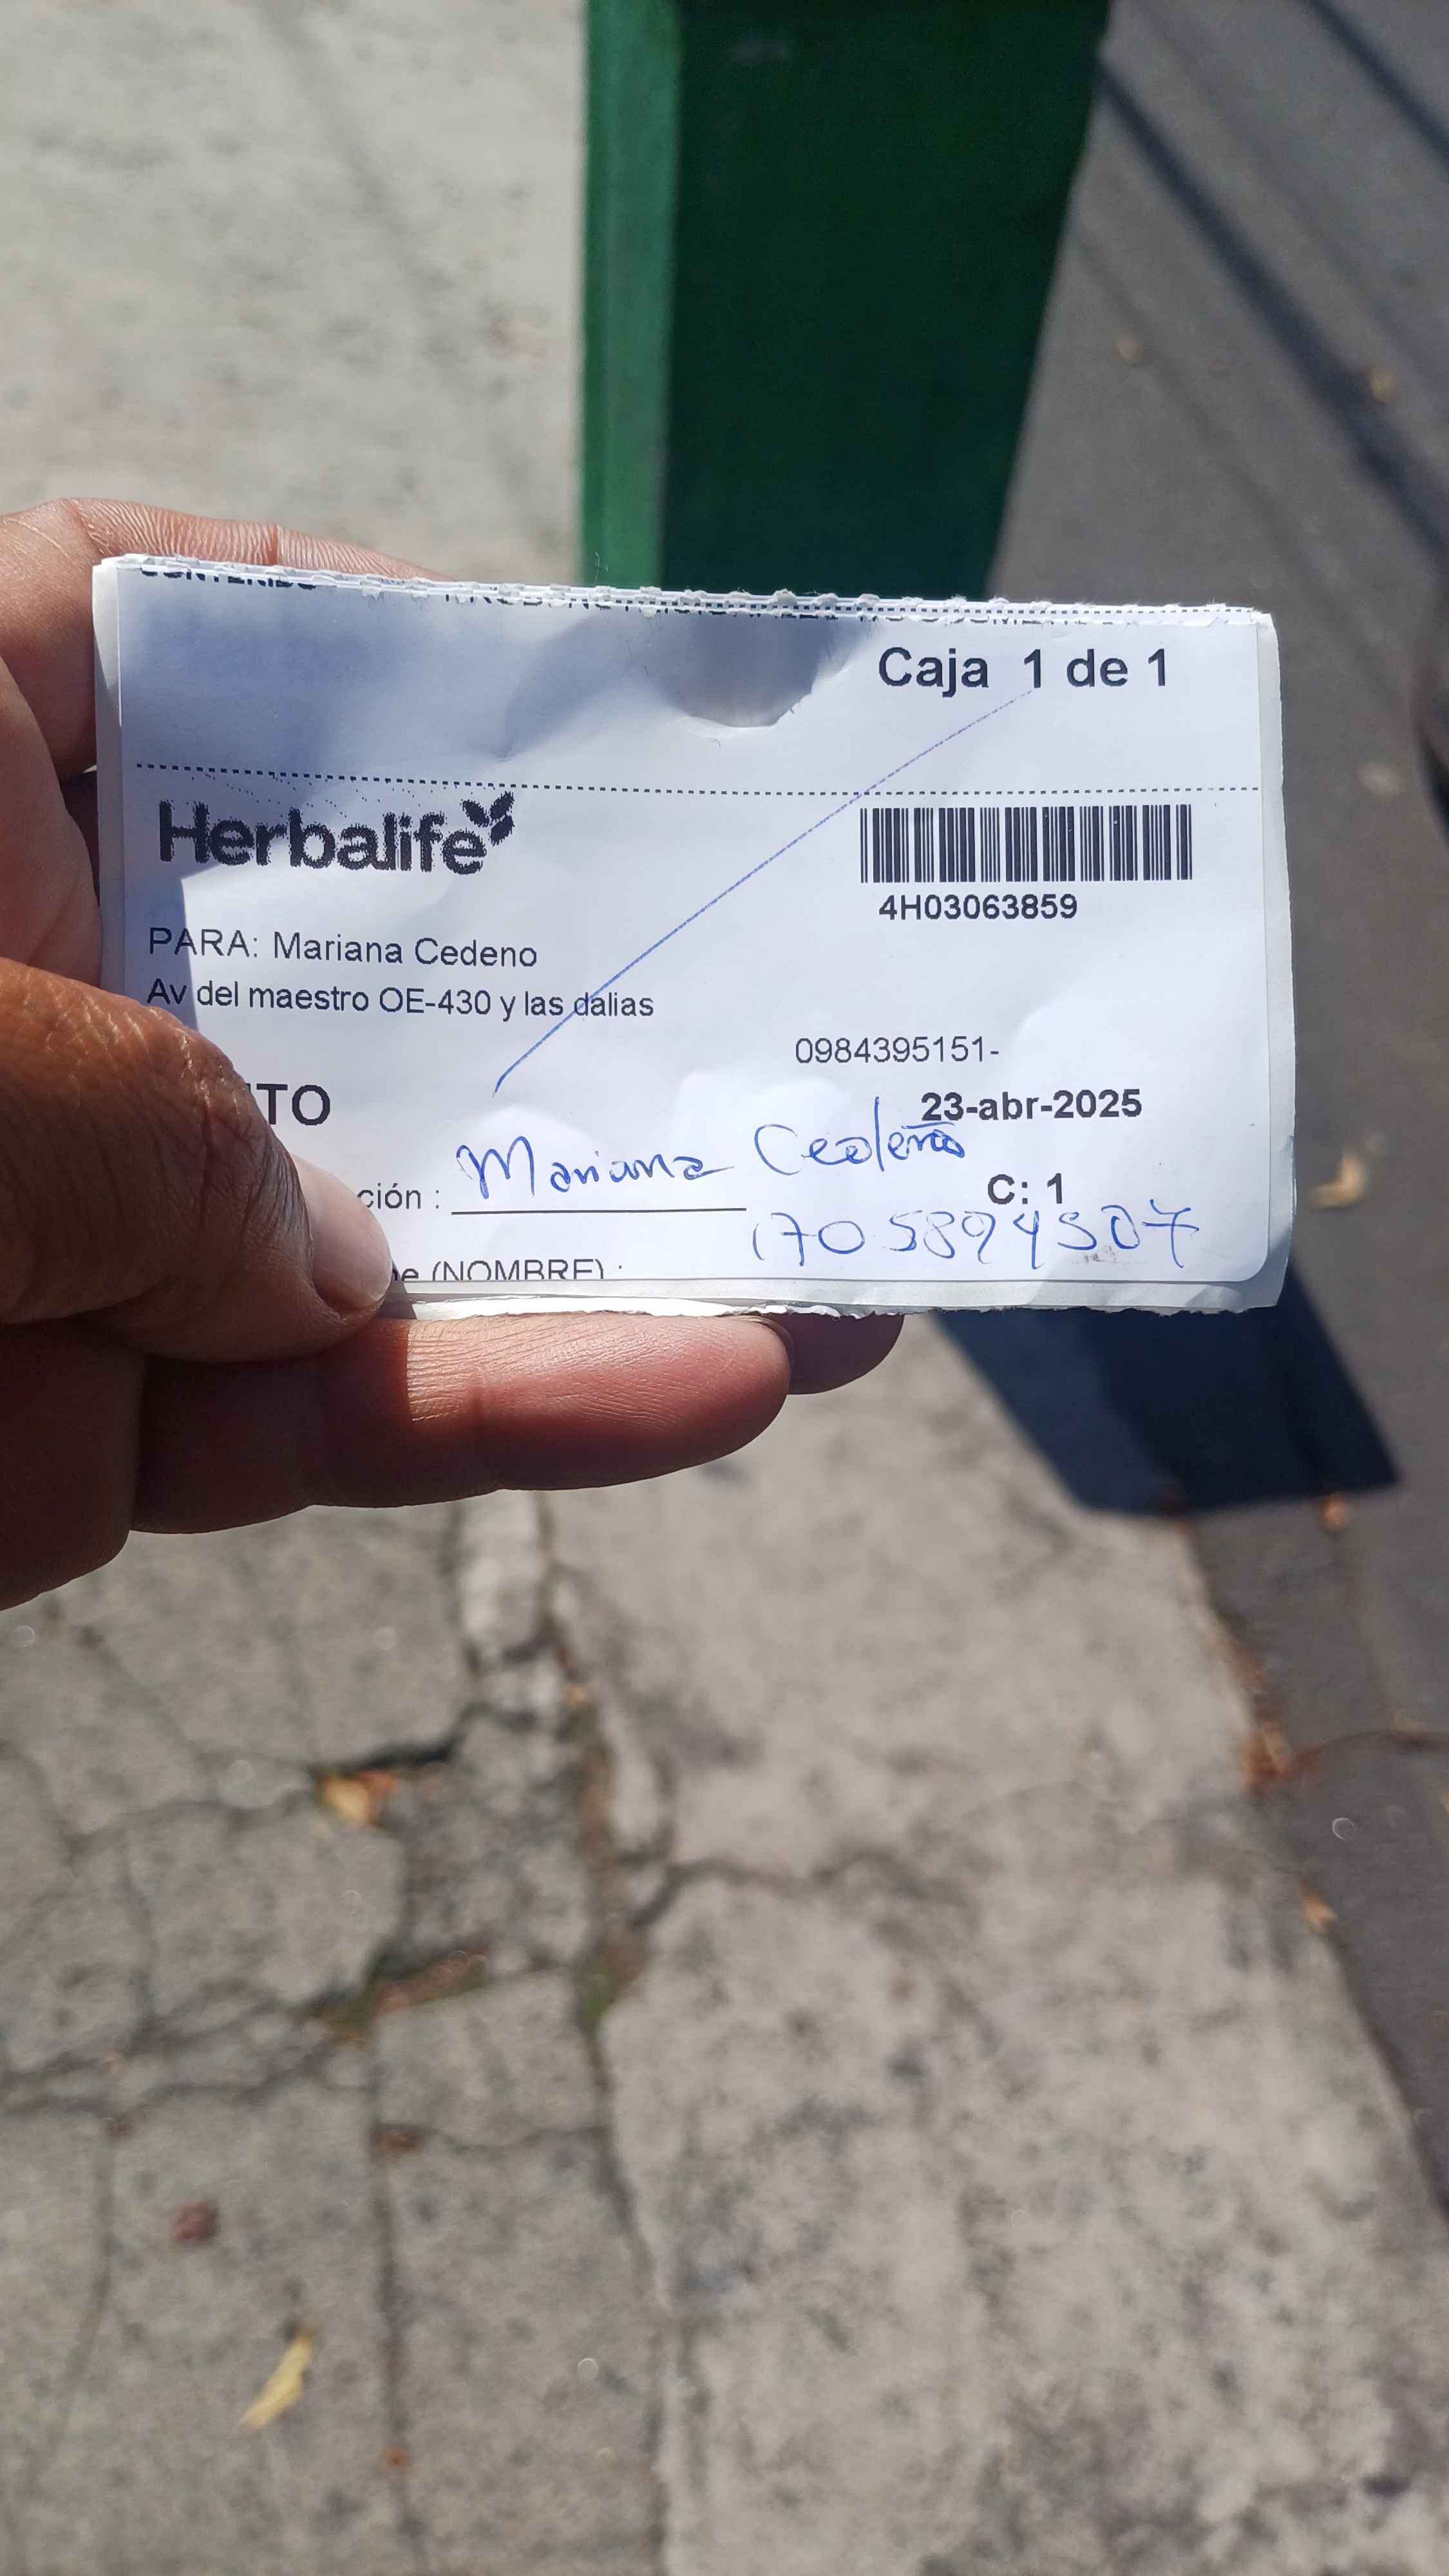 CONTENIDO
Caja 1 de 1
Herbalife
4H03063859
PARA: Mariana Cedeno
Av del maestro OE-430 y las dalias
0984395151-
TO
23-abr-2025
ción : Mariana Cedeño
C: 1
1705894507
e (NOMBRE) :